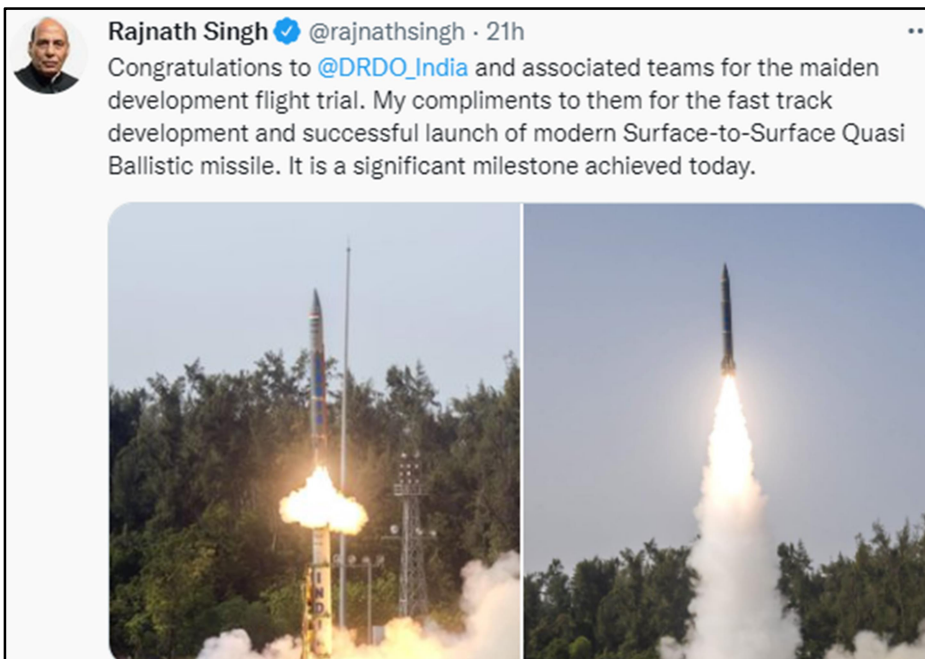 Rajnath Singh @rajnathsingh · 21h
Congratulations to @DRDO_India and associated teams for the maiden
development flight trial. My compliments to them for the fast track
development and successful launch of modern Surface-to-Surface Quasi
Ballistic missile. It is a significant milestone achieved today.
INDI